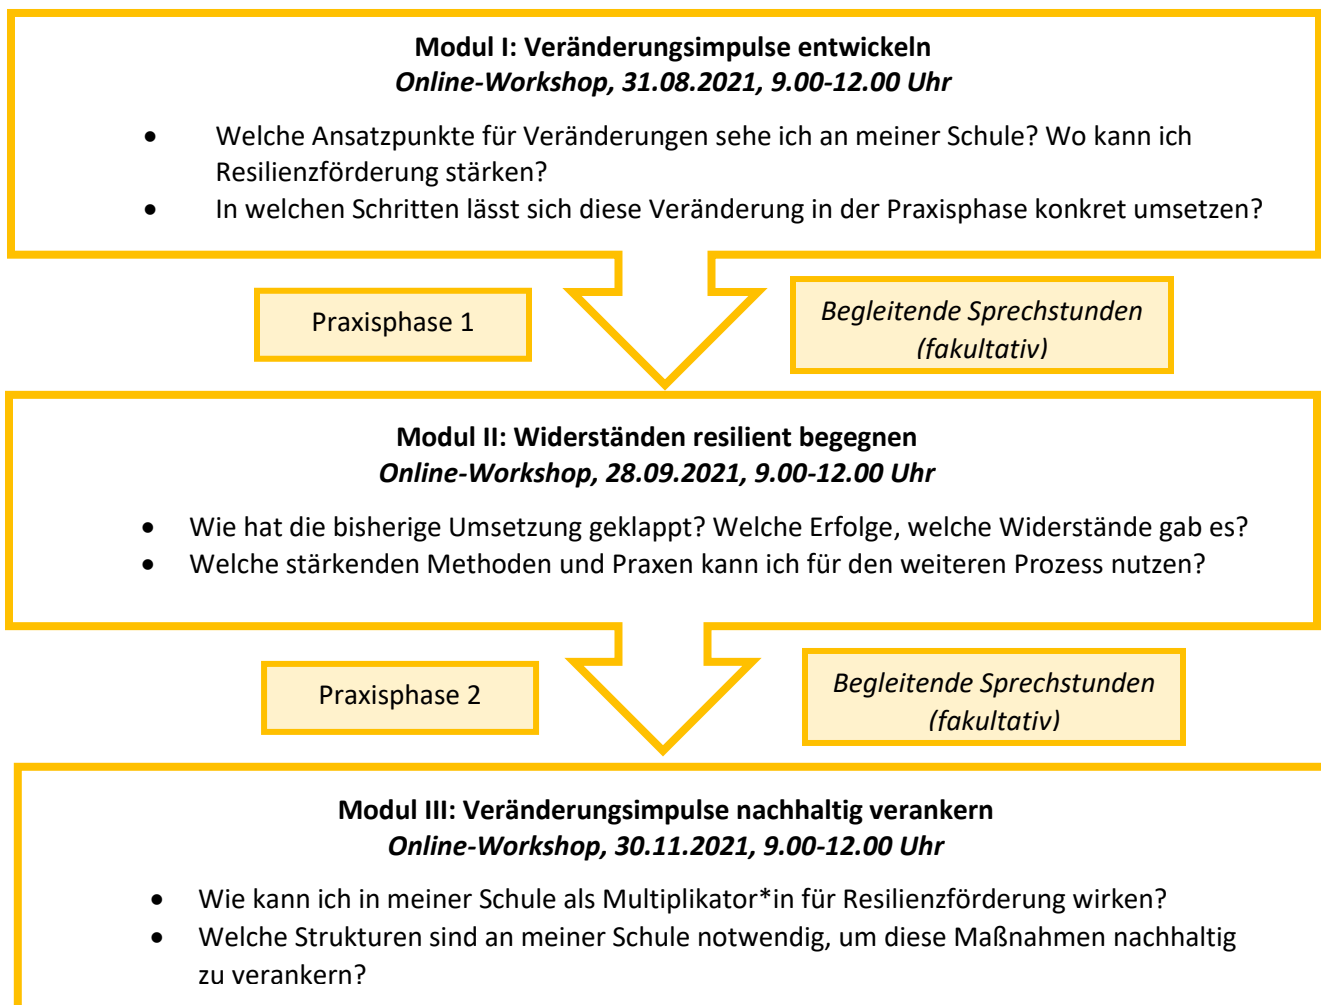 Modul I: Veränderungsimpulse entwickeln
Online-Workshop, 31.08.2021, 9.00-12.00 Uhr
• Welche Ansatzpunkte für Veränderungen sehe ich an meiner Schule? Wo kann ich
Resilienzförderung stärken?
• In welchen Schritten lässt sich diese Veränderung in der Praxisphase konkret umsetzen?
Praxisphase 1
Begleitende Sprechstunden
(fakultativ)
Modul II: Widerständen resilient begegnen
Online-Workshop, 28.09.2021, 9.00-12.00 Uhr
• Wie hat die bisherige Umsetzung geklappt? Welche Erfolge, welche Widerstände gab es?
• Welche stärkenden Methoden und Praxen kann ich für den weiteren Prozess nutzen?
Praxisphase 2
Begleitende Sprechstunden
(fakultativ)
Modul III: Veränderungsimpulse nachhaltig verankern
Online-Workshop, 30.11.2021, 9.00-12.00 Uhr
• Wie kann ich in meiner Schule als Multiplikator*in für Resilienzförderung wirken?
• Welche Strukturen sind an meiner Schule notwendig, um diese Maßnahmen nachhaltig
zu verankern?